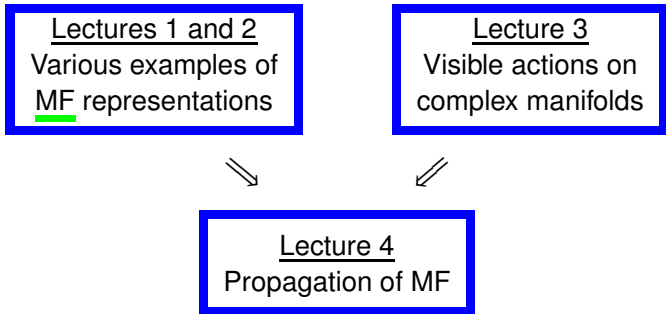 Lectures 1 and 2
Various examples of
MF representations
Lecture 3
Visible actions on
complex manifolds
Lecture 4
Propagation of MF